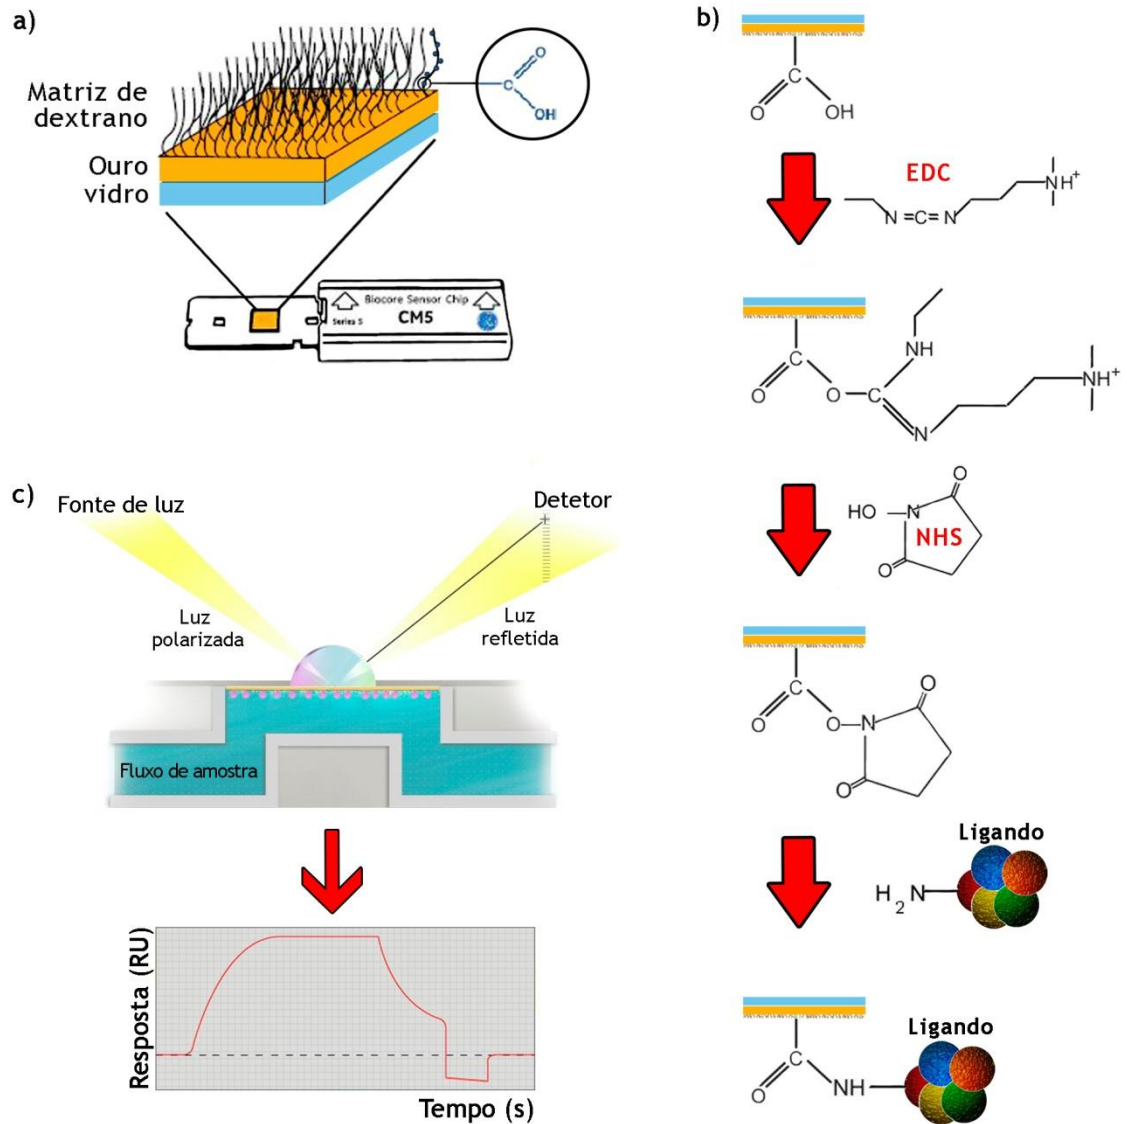 a)
Matriz de
dextrano
Ouro
vidro
C
O
OH
Biocore Sensor Chip
Series S
CM5
b)
C
O
OH
EDC
N=C=N
NH+
NH
C
O
O
C
N
NH+
O
HO
N
NHS
O
C
O
O
N
O
O
Ligando
H2N
Ligando
C
O
NH
c)
Fonte de luz
Detetor
Luz
polarizada
Luz
refletida
Fluxo de amostra
Resposta (RU)
Tempo (s)